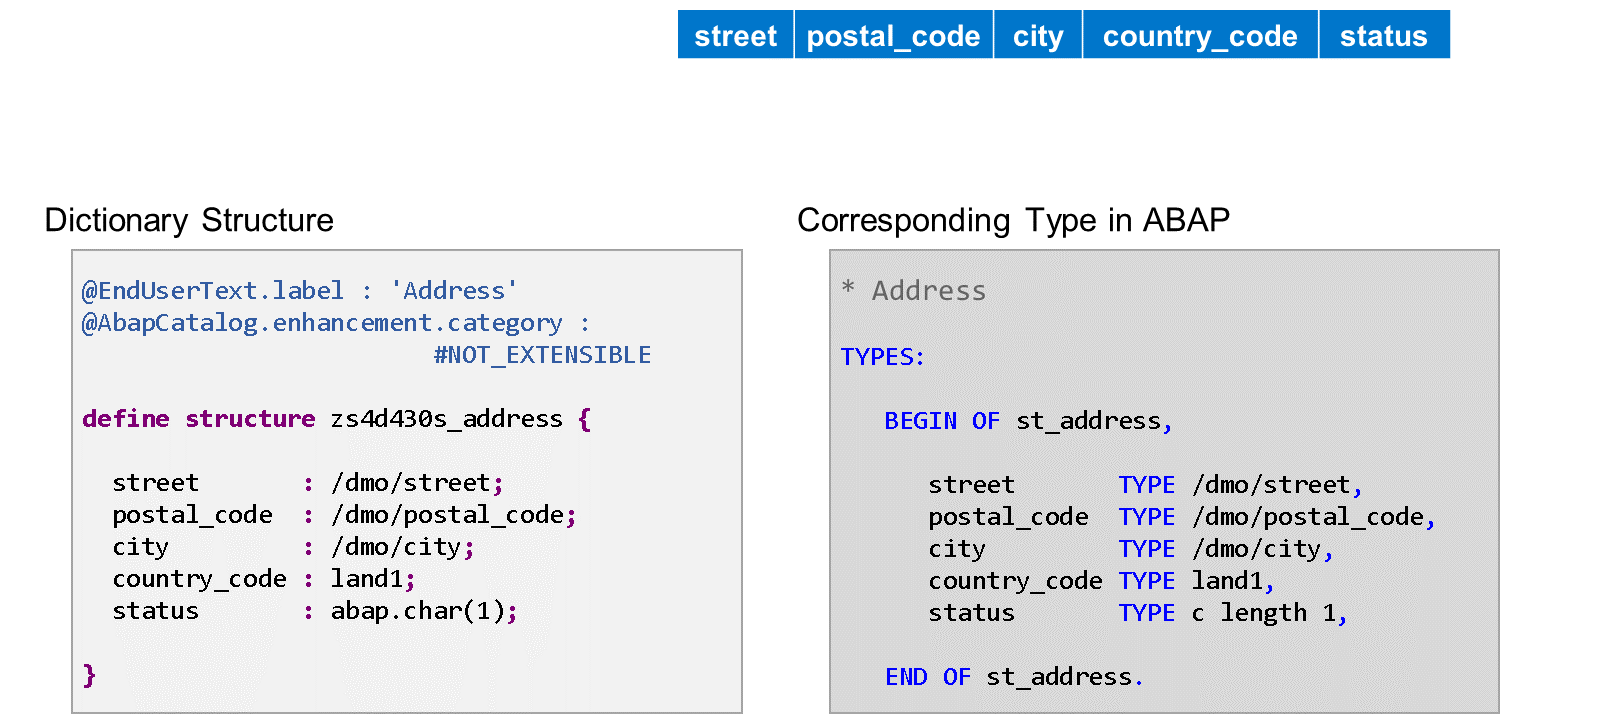 street postal_code city country_code status
Dictionary Structure
@EndUserText.label : 'Address'
@AbapCatalog.enhancement.category :
#NOT_EXTENSIBLE
define structure zs4d430s_address {
street : /dmo/street;
postal_code : /dmo/postal_code;
city : /dmo/city;
country_code : land1;
status : abap.char(1);
}
Corresponding Type in ABAP
* Address
TYPES:
BEGIN OF st_address,
street TYPE /dmo/street,
postal_code TYPE /dmo/postal_code,
city TYPE /dmo/city,
country_code TYPE land1,
status TYPE c length 1,
END OF st_address.